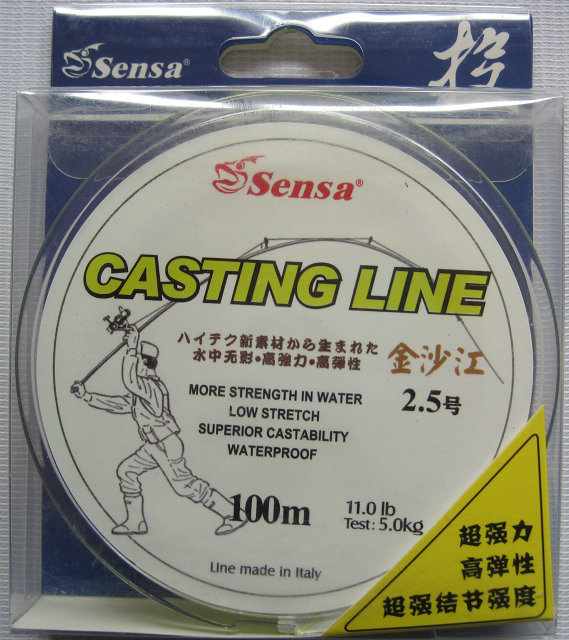 Sensa®
投
Sensa®
CASTING LINE
ハイテク新素材から生まれた
水中无影・高強力・高弾性
金沙江
MORE STRENGTH IN WATER
LOW STRETCH
SUPERIOR CASTABILITY
WATERPROOF
2.5号
100m
11.0 lb
Test: 5.0kg
Line made in Italy
超强力
高弹性
超强结节强度